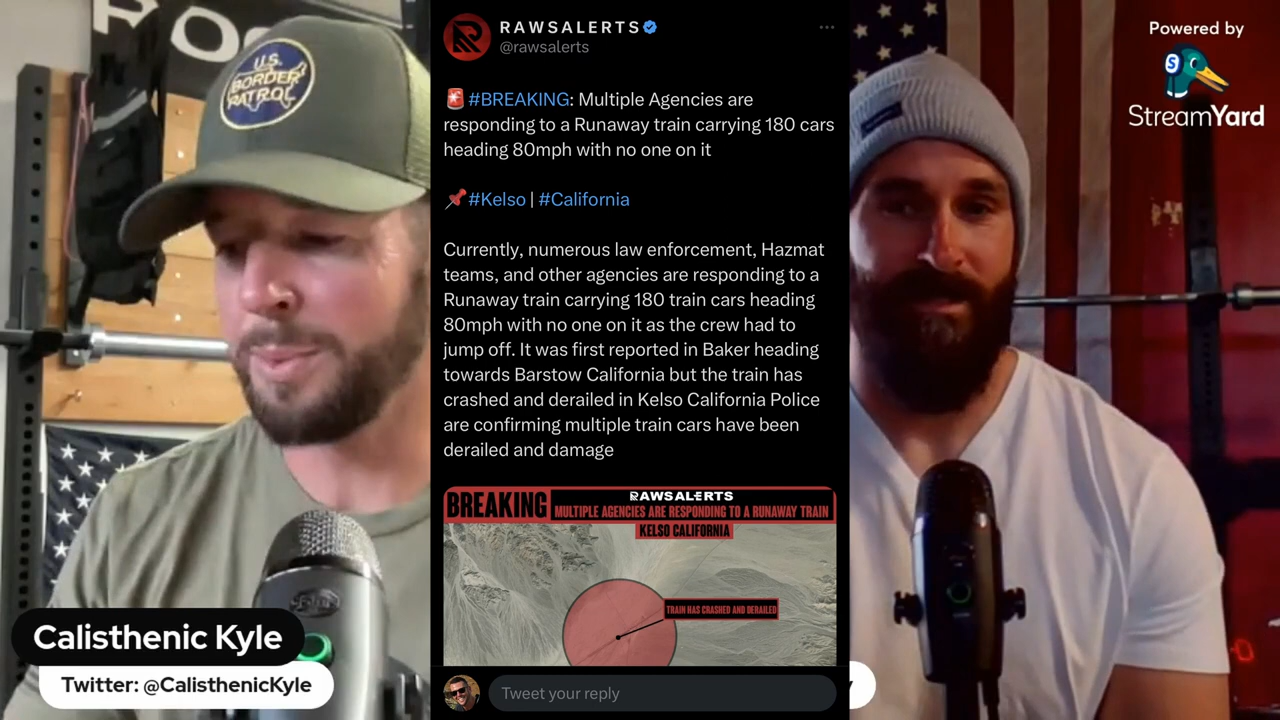 ROG
U.S.
BORDER
PATROL
Calisthenic Kyle
Twitter: @CalisthenicKyle
RAWSALERTS
@rawsalerts
🚨#BREAKING: Multiple Agencies are
responding to a Runaway train carrying 180 cars
heading 80mph with no one on it
📌#Kelso | #California
Currently, numerous law enforcement, Hazmat
teams, and other agencies are responding to a
Runaway train carrying 180 train cars heading
80mph with no one on it as the crew had to
jump off. It was first reported in Baker heading
towards Barstow California but the train has
crashed and derailed in Kelso California Police
are confirming multiple train cars have been
derailed and damage
BREAKING
RAWSALERTS
MULTIPLE AGENCIES ARE RESPONDING TO A RUNAWAY TRAIN
KELSO CALIFORNIA
TRAIN HAS CRASHED AND DERAILED
Tweet your reply
Powered by
StreamYard